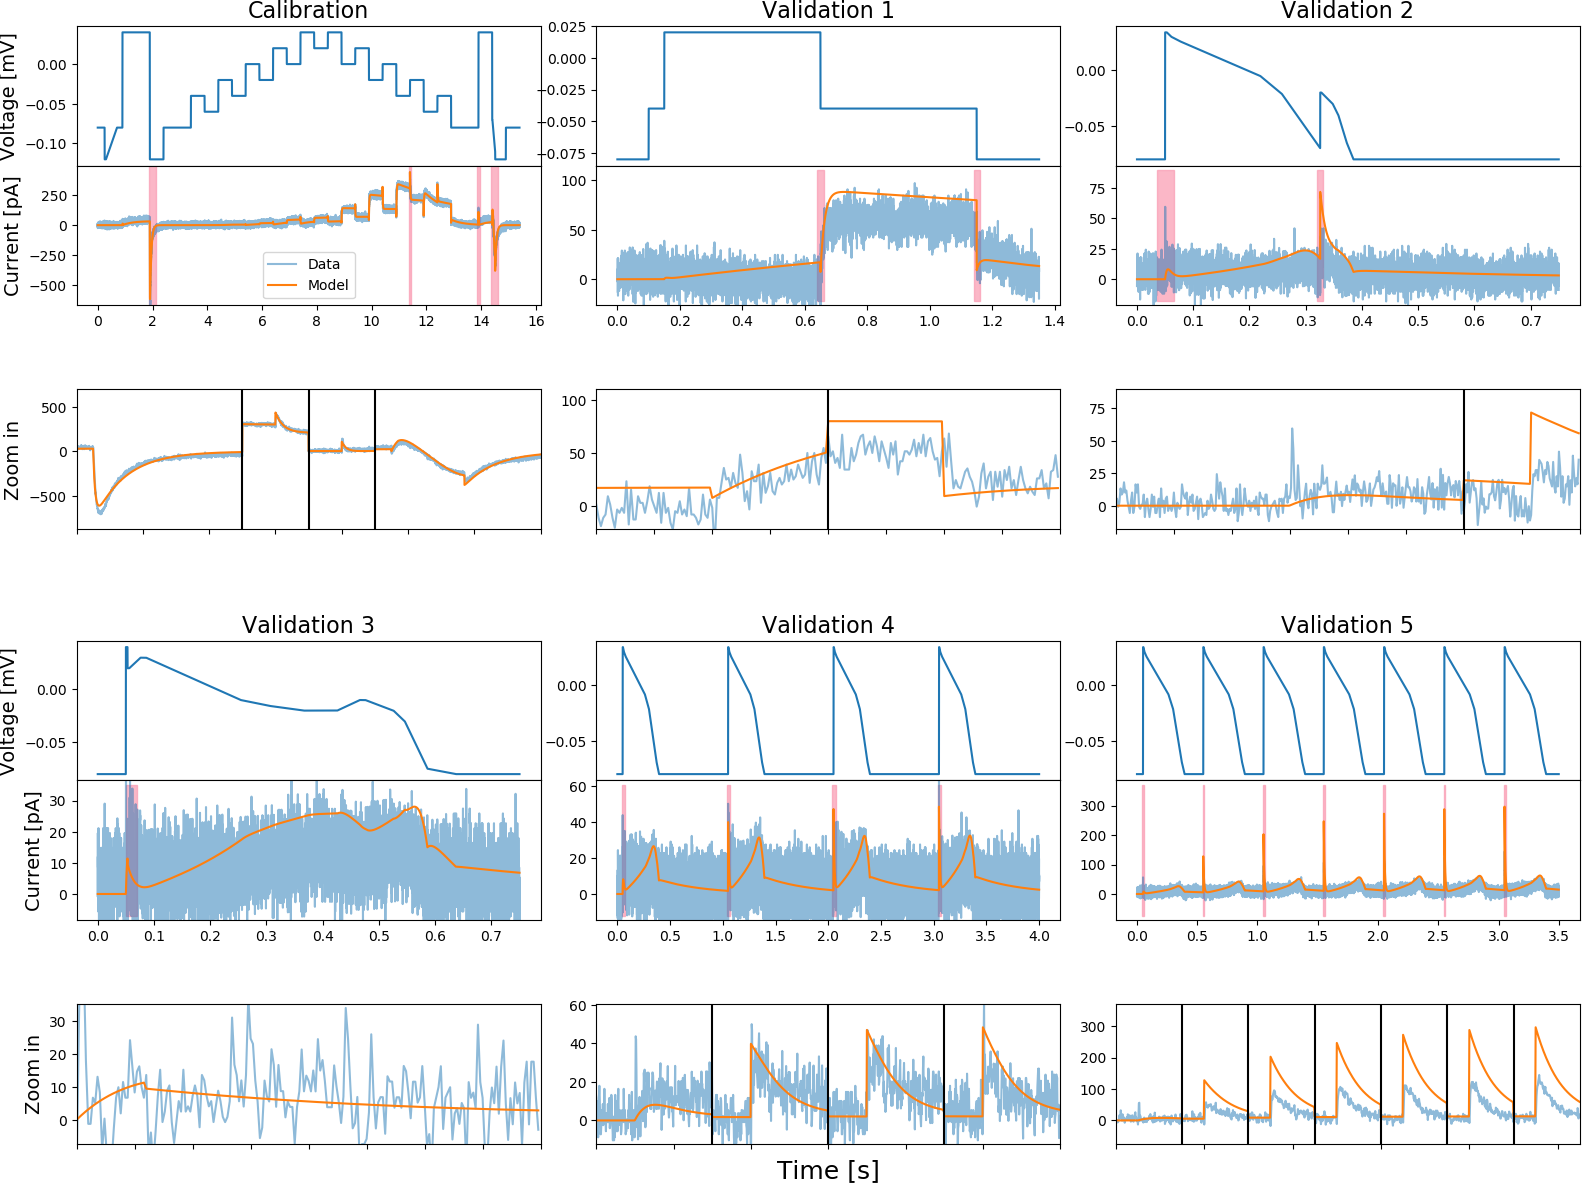 Calibration
Validation 1
Validation 2
Voltage [mV]
0.00
−0.05
−0.10
0.025
0.000
−0.025
−0.050
−0.075
0.00
−0.05
Current [pA]
250
0
−250
−500
Data
Model
100
50
0
75
50
25
0
0 2 4 6 8 10 12 14 16
0.0 0.2 0.4 0.6 0.8 1.0 1.2 1.4
0.0 0.1 0.2 0.3 0.4 0.5 0.6 0.7
Zoom in
500
0
−500
100
50
0
75
50
25
0
Validation 3
Validation 4
Validation 5
Voltage [mV]
0.00
−0.05
0.00
−0.05
0.00
−0.05
Current [pA]
30
20
10
0
60
40
20
0
300
200
100
0
0.0 0.1 0.2 0.3 0.4 0.5 0.6 0.7
0.0 0.5 1.0 1.5 2.0 2.5 3.0 3.5 4.0
0.0 0.5 1.0 1.5 2.0 2.5 3.0 3.5
Zoom in
30
20
10
0
60
40
20
0
300
200
100
0
Time [s]